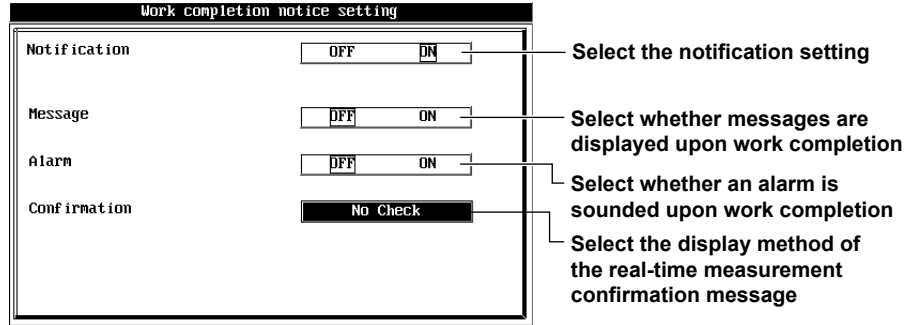 Work completion notice setting
Notification OFF ON
Select the notification setting
Message OFF ON
Select whether messages are
displayed upon work completion
Alarm OFF ON
Select whether an alarm is
sounded upon work completion
Confirmation No Check
Select the display method of
the real-time measurement
confirmation message